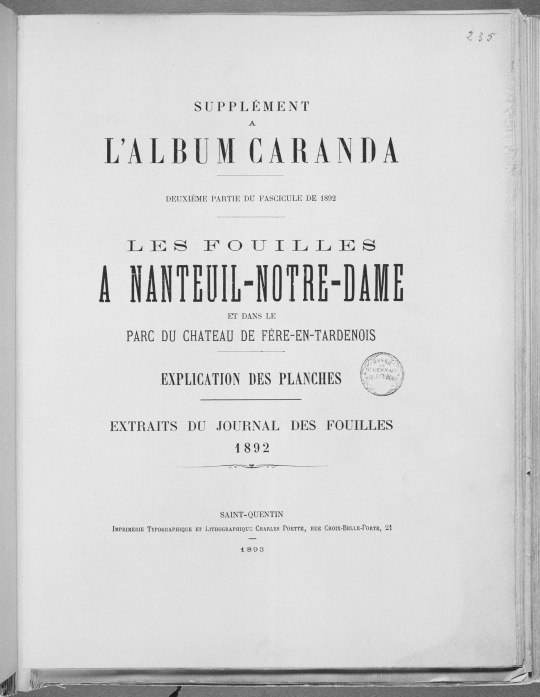 235
SUPPLÉMENT
A
L'ALBUM CARANDA
DEUXIÈME PARTIE DU FASCICULE DE 1892
LES FOUILLES
A NANTEUIL-NOTRE-DAME
ET DANS LE
PARC DU CHATEAU DE FÈRE-EN-TARDENOIS
EXPLICATION DES PLANCHES
EXTRAITS DU JOURNAL DES FOUILLES
1892
SAINT-QUENTIN
IMPRIMERIE TYPOGRAPHIQUE ET LITHOGRAPHIQUE CHARLES POETTE, RUE CROIX-BELLE-PORTE, 21
1893